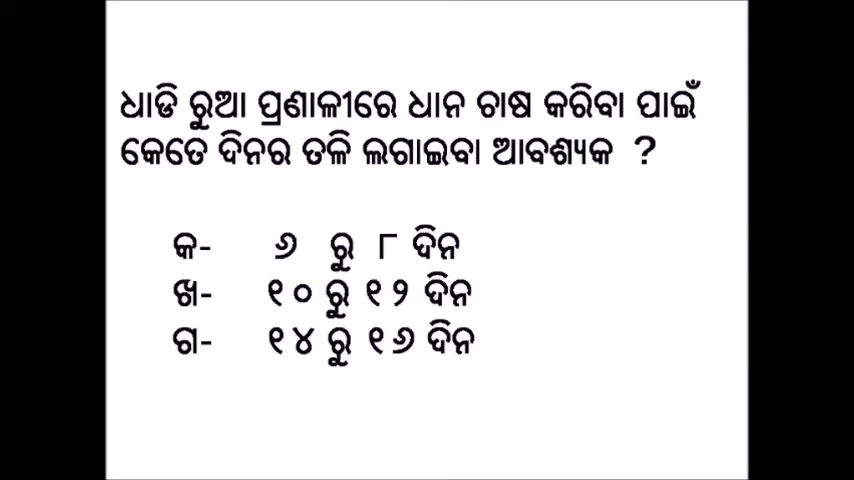 ଧାଡି ରୁଆ ପ୍ରଣାଳୀରେ ଧାନ ଚାଷ କରିବା ପାଇଁ
କେତେ ଦିନର ତଳି ଲଗାଇବା ଆବଶ୍ୟକ ?
କ- ୬ ରୁ ୮ ଦିନ
ଖ- ୧୦ ରୁ ୧୨ ଦିନ
ଗ- ୧୪ ରୁ ୧୬ ଦିନ